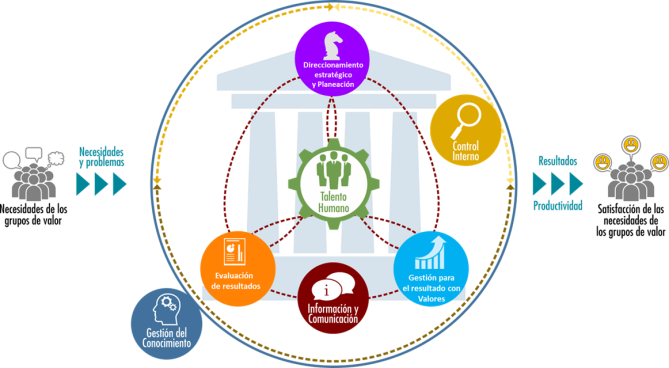 Direccionamiento
estratégico
y Planeación
Control
Interno
Necesidades
y problemas
Necesidades de los
grupos de valor
Talento
Humano
Resultados
Productividad
Satisfacción de las
necesidades de
los grupos de valor
Evaluación
de resultados
Gestión para
el resultado con
Valores
i
Información y
Comunicación
Gestión del
Conocimiento